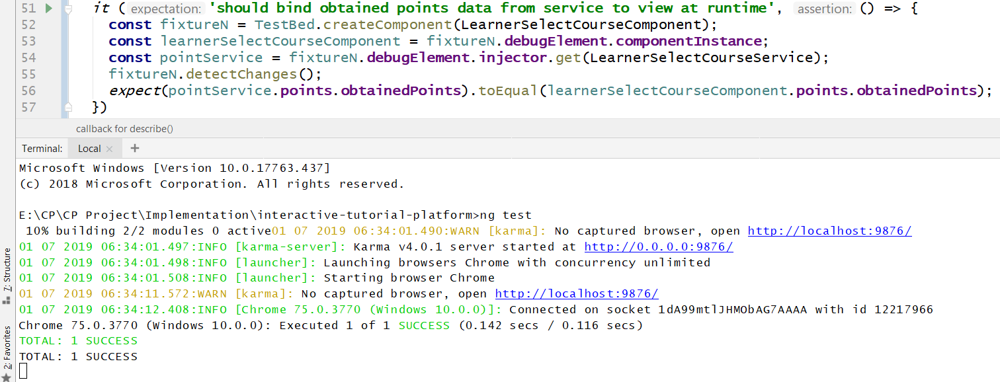 51 it ( expectation: 'should bind obtained points data from service to view at runtime', assertion: () => {
52 const fixtureN = TestBed.createComponent(LearnerSelectCourseComponent);
53 const learnerSelectCourseComponent = fixtureN.debugElement.componentInstance;
54 const pointService = fixtureN.debugElement.injector.get(LearnerSelectCourseService);
55 fixtureN.detectChanges();
56 expect(pointService.points.obtainedPoints).toEqual(learnerSelectCourseComponent.points.obtainedPoints);
57 })
callback for describe()
Terminal: Local × +
Microsoft Windows [Version 10.0.17763.437]
(c) 2018 Microsoft Corporation. All rights reserved.
E:\CP\CP Project\Implementation\interactive-tutorial-platform>ng test
10% building 2/2 modules 0 active01 07 2019 06:34:01.490:WARN [karma]: No captured browser, open http://localhost:9876/
01 07 2019 06:34:01.497:INFO [karma-server]: Karma v4.0.1 server started at http://0.0.0.0:9876/
01 07 2019 06:34:01.498:INFO [launcher]: Launching browsers Chrome with concurrency unlimited
01 07 2019 06:34:01.508:INFO [launcher]: Starting browser Chrome
01 07 2019 06:34:11.572:WARN [karma]: No captured browser, open http://localhost:9876/
01 07 2019 06:34:12.408:INFO [Chrome 75.0.3770 (Windows 10.0.0)]: Connected on socket 1dA99mtlJHMObAG7AAAA with id 12217966
Chrome 75.0.3770 (Windows 10.0.0): Executed 1 of 1 SUCCESS (0.142 secs / 0.116 secs)
TOTAL: 1 SUCCESS
TOTAL: 1 SUCCESS
7: Structure
2: Favorites